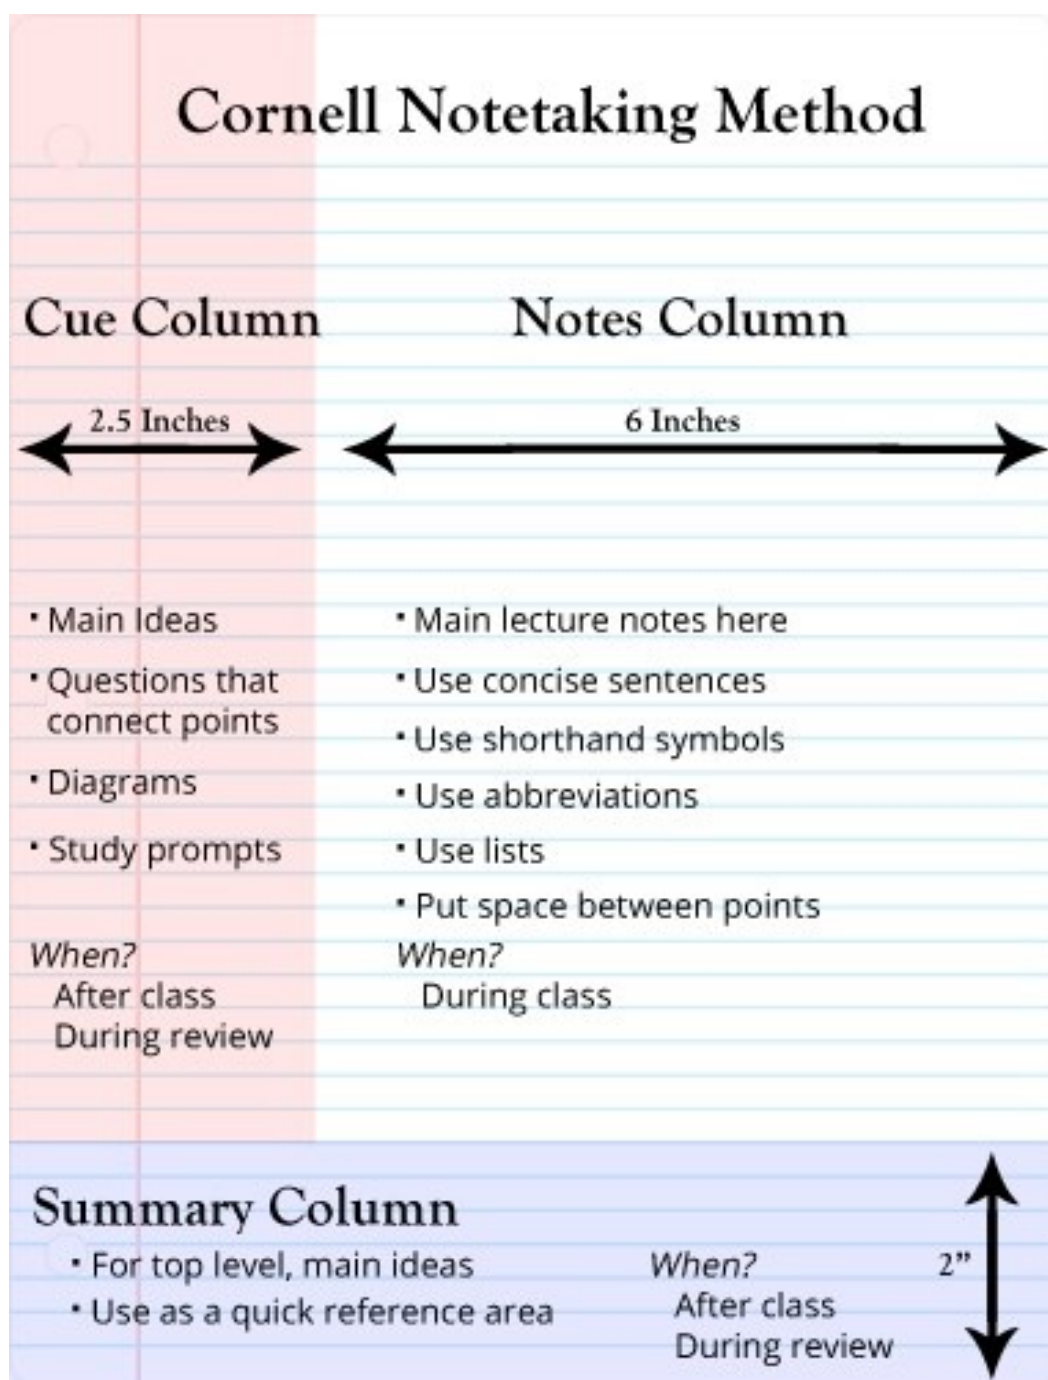 Cornell Notetaking Method
Cue Column
2.5 Inches
· Main Ideas
· Questions that
connect points
· Diagrams
· Study prompts
When?
After class
During review
Notes Column
6 Inches
· Main lecture notes here
· Use concise sentences
· Use shorthand symbols
· Use abbreviations
· Use lists
· Put space between points
When?
During class
Summary Column
· For top level, main ideas
· Use as a quick reference area
When?
After class
During review
2”